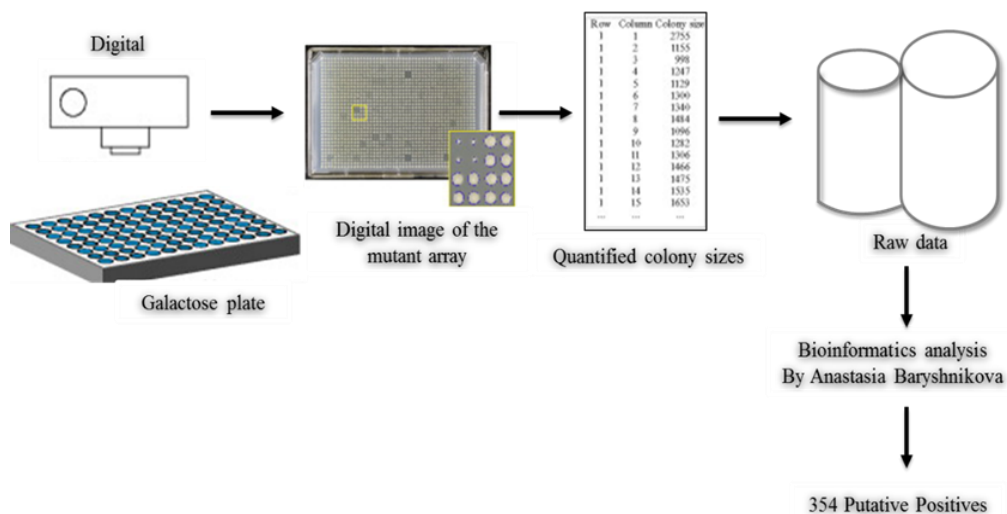 Digital
Row Column Colony size
1 1 2755
1 2 1155
1 3 998
1 4 1247
1 5 1129
1 6 1300
1 7 1340
1 8 1484
1 9 1096
1 10 1282
1 11 1306
1 12 1466
1 13 1475
1 14 1535
1 15 1653
... ... ...
Galactose plate
Digital image of the
mutant array
Quantified colony sizes
Raw data
Bioinformatics analysis
By Anastasia Baryshnikova
354 Putative Positives